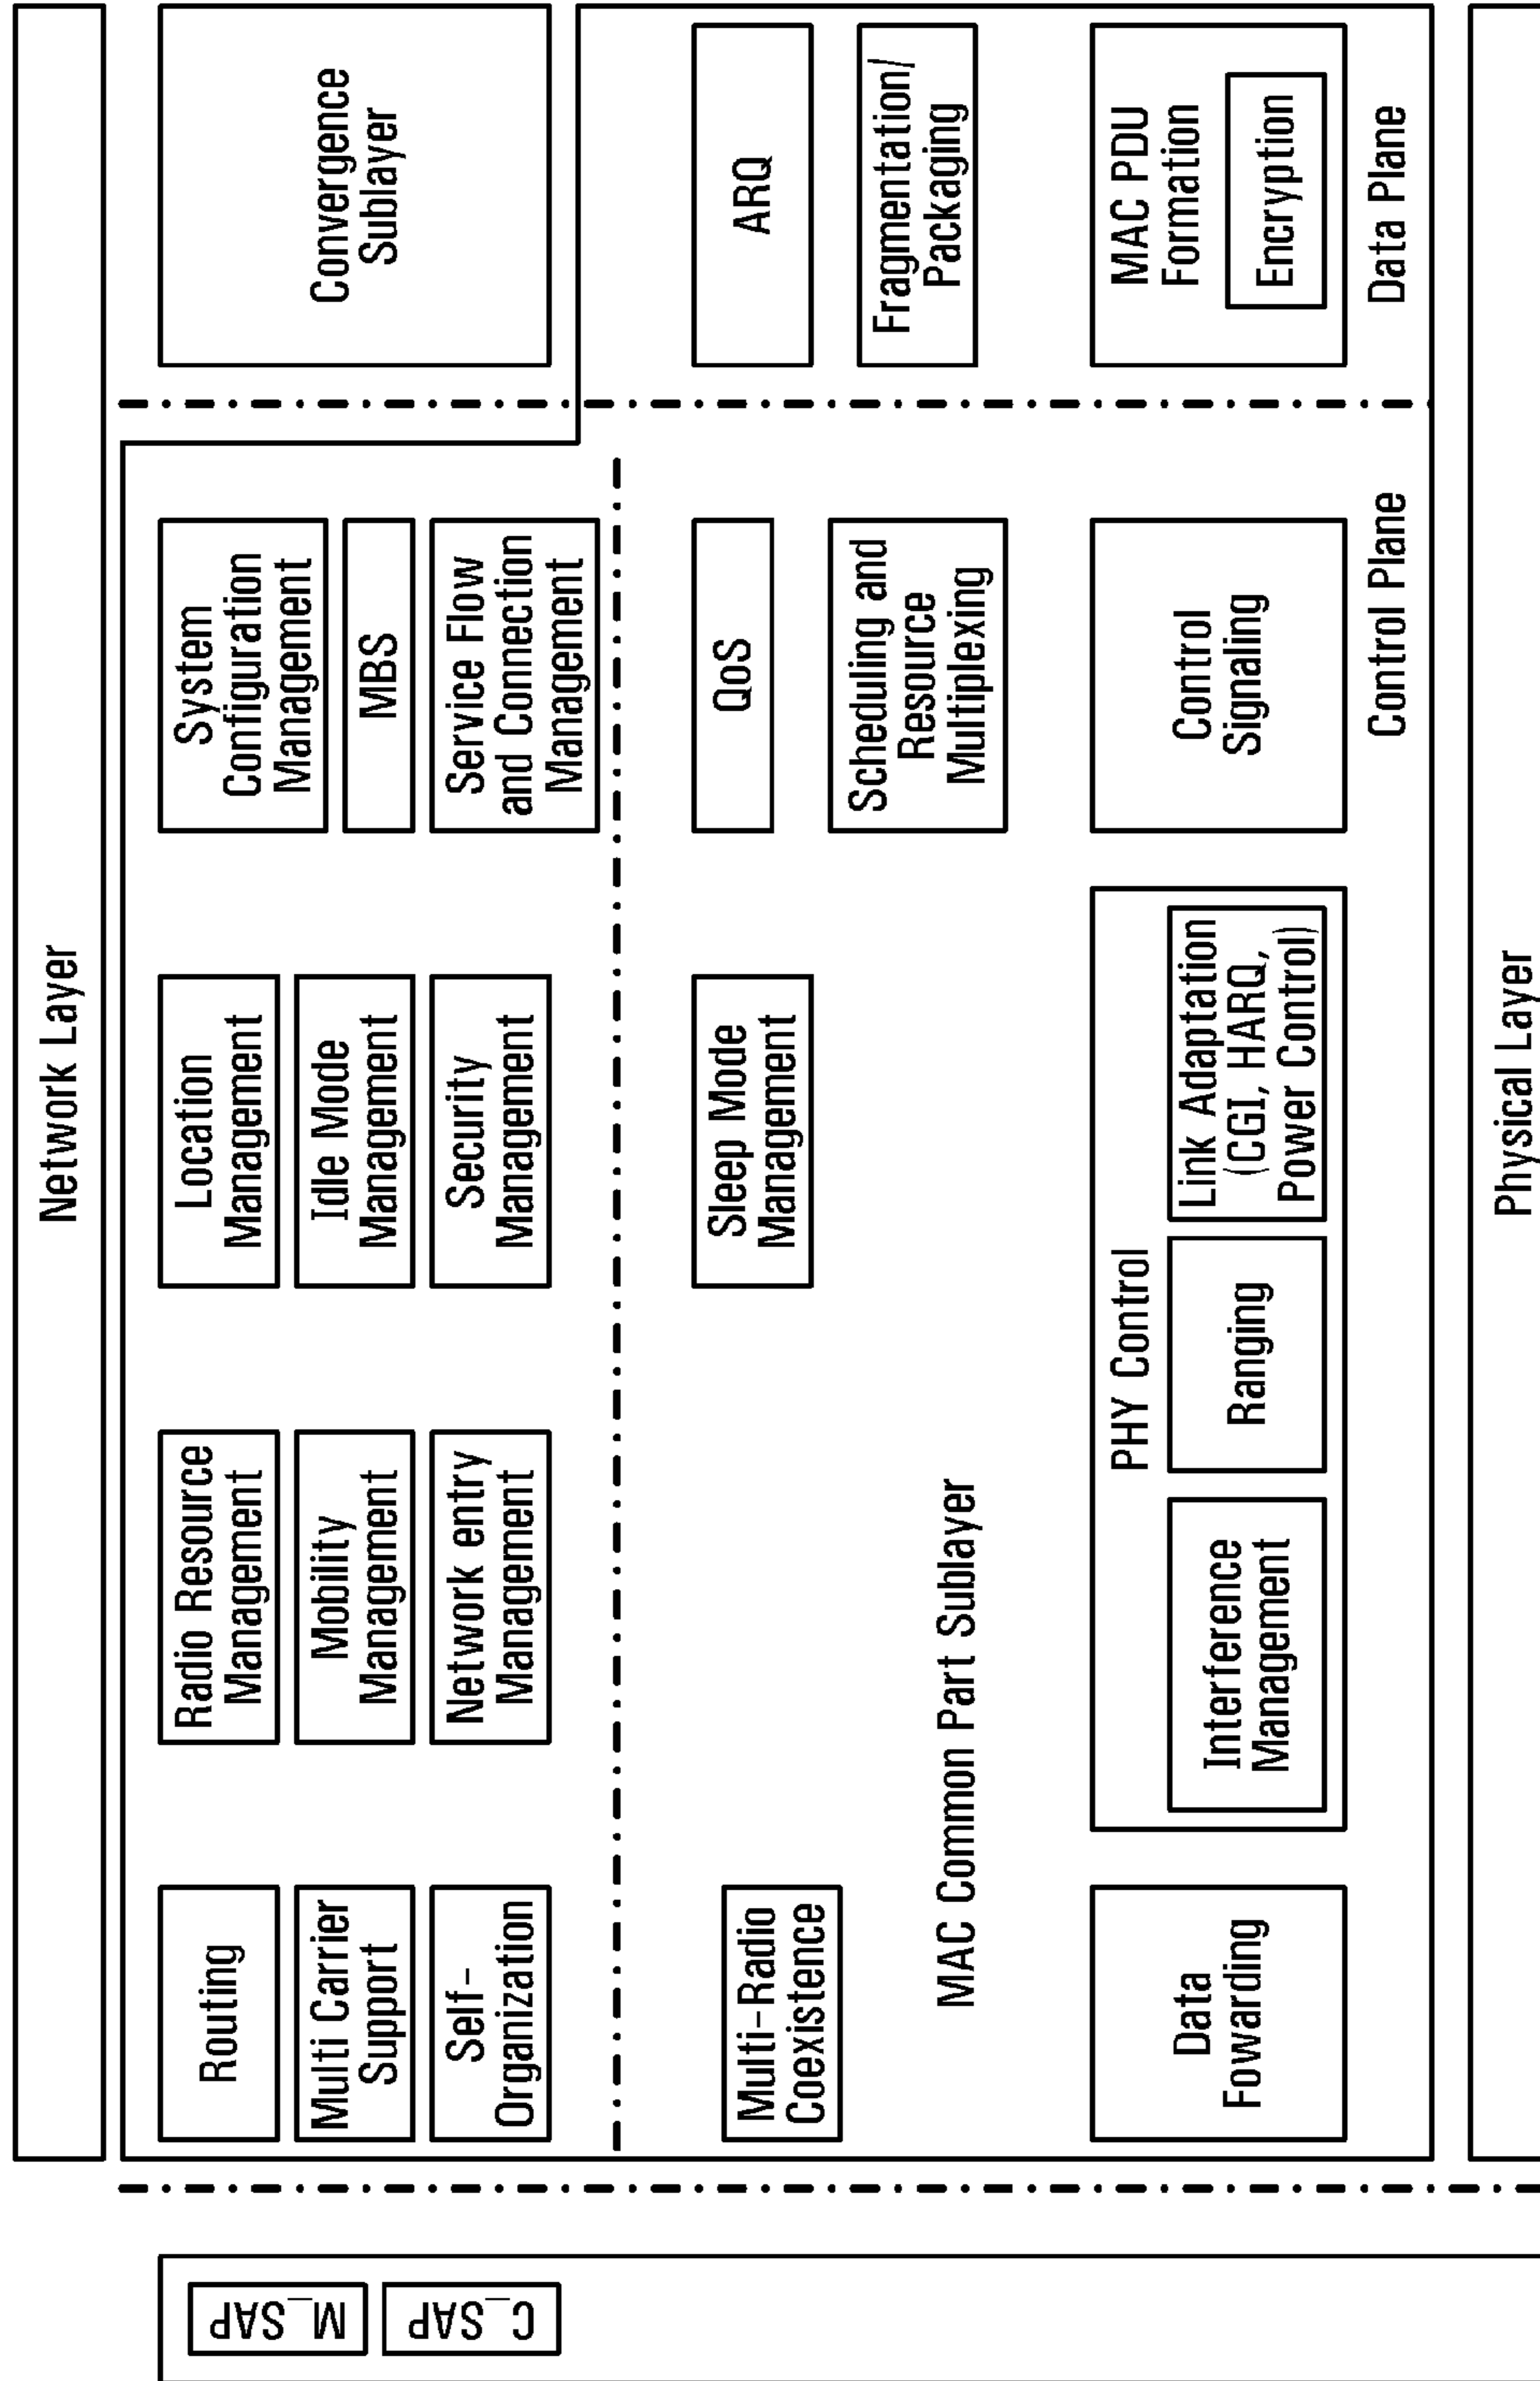 Network Layer
M_SAP
C_SAP
Routing
Multi Carrier
Support
Self-
Organization
Radio Resource
Management
Mobility
Management
Network entry
Management
Location
Management
Idle Mode
Management
Security
Management
System
Configuration
Management
MBS
Service Flow
and Connection
Management
Convergence
Sublayer
Multi-Radio
Coexistence
Sleep Mode
Management
QoS
Scheduling and
Resource
Multiplexing
ARQ
Fragmentation/
Packaging
MAC Common Part Sublayer
Data
Fowarding
PHY Control
Interference
Management
Ranging
Link Adaptation
(CGI, HARQ,
Power Control)
Control
Signaling
MAC PDU
Formation
Encryption
Control Plane
Data Plane
Physical Layer